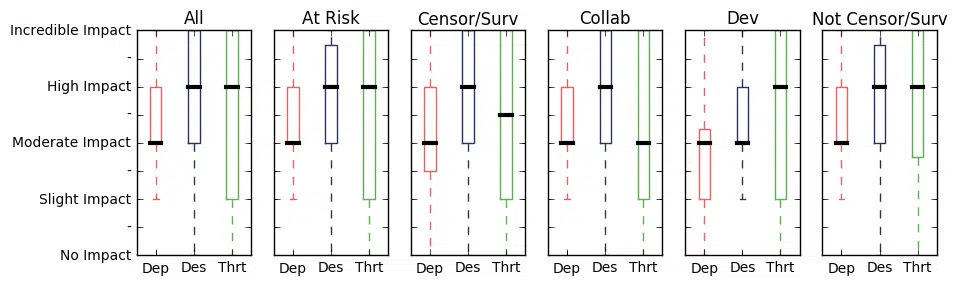 All At Risk Censor/Surv Collab Dev Not Censor/Surv
Incredible Impact
-
High Impact
-
Moderate Impact
-
Slight Impact
-
No Impact
Dep Des Thrt Dep Des Thrt Dep Des Thrt Dep Des Thrt Dep Des Thrt Dep Des Thrt